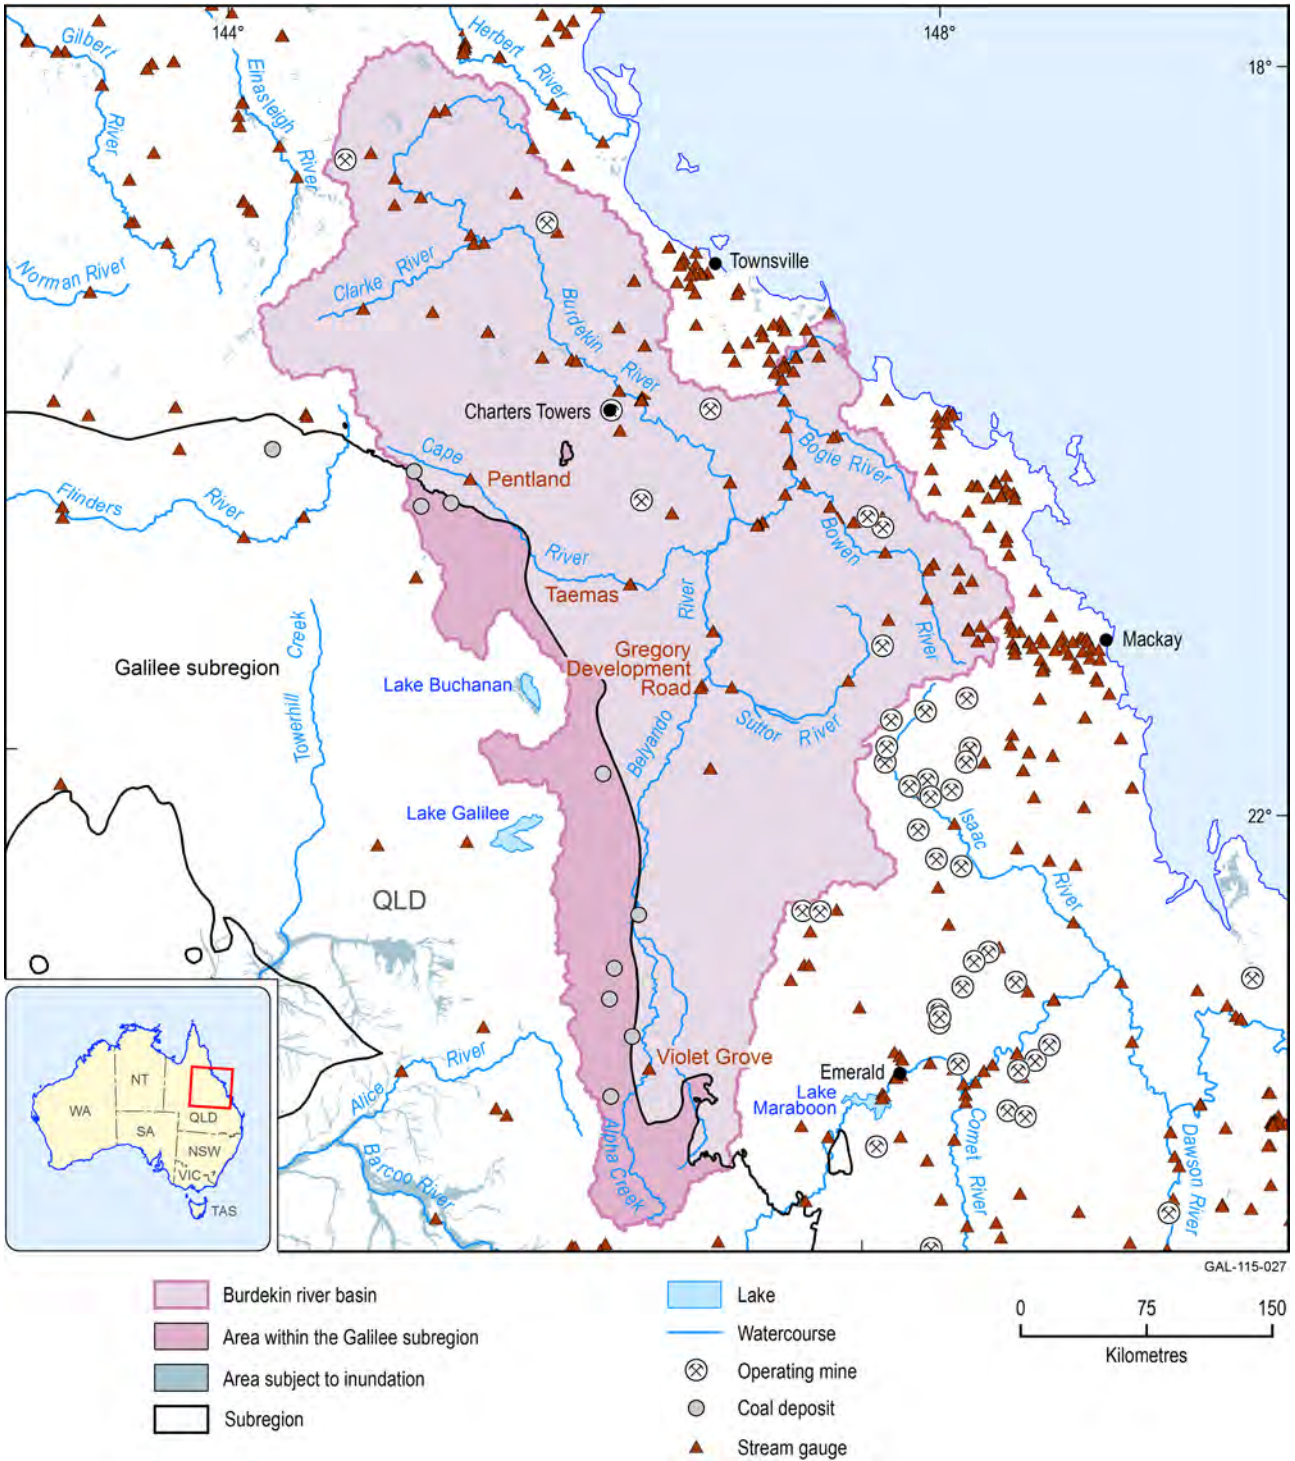 144°
148°
18°
Gilbert
River
Einasleigh
River
Herbert
River
Norman River
Clarke River
Burdekin
River
Townsville
Charters Towers
Cape
River
Pentland
Flinders
River
Bogie River
Bowen
River
Taemas
River
Gregory
Development
Road
Mackay
Galilee subregion
Towerhill Creek
Lake Buchanan
Suttor
River
Belyando
Lake Galilee
Isaac
River
22°
QLD
Violet Grove
Alice
River
Emerald
Lake
Maraboon
Barcoo River
Alpha Creek
Comet River
Dawson River
WA
NT
SA
QLD
NSW
VIC
TAS
GAL-115-027
Burdekin river basin
Area within the Galilee subregion
Area subject to inundation
Subregion
Lake
Watercourse
Operating mine
Coal deposit
Stream gauge
0 75 150
Kilometres